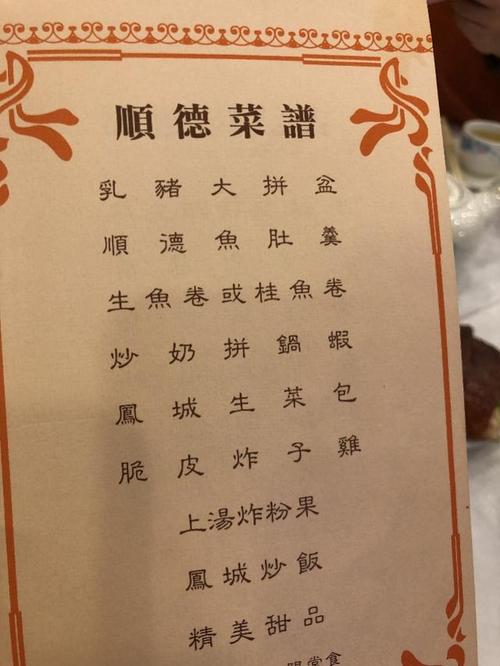 順德菜譜
乳豬大拼盆
順德魚肚羹
生魚卷或桂魚卷
炒奶拼鍋蝦
鳳城生菜包
脆皮炸子雞
上湯炸粉果
鳳城炒飯
精美甜品
堂食